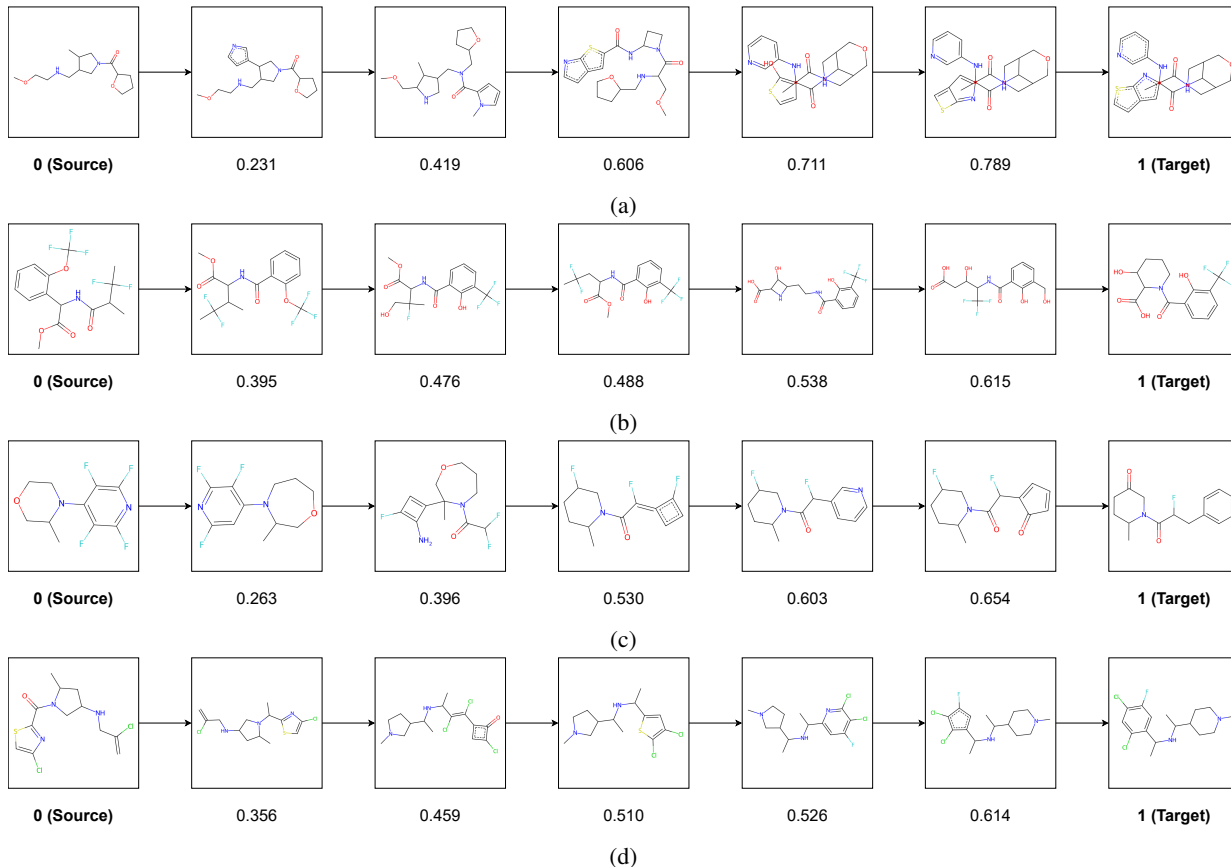 0 (Source) 0.231 0.419 0.606 0.711 0.789 1 (Target)
(a)
0 (Source) 0.395 0.476 0.488 0.538 0.615 1 (Target)
(b)
0 (Source) 0.263 0.396 0.530 0.603 0.654 1 (Target)
(c)
0 (Source) 0.356 0.459 0.510 0.526 0.614 1 (Target)
(d)